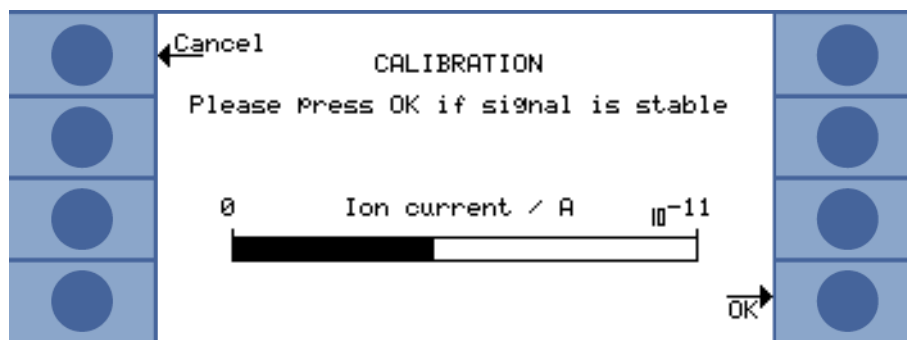 Cancel
CALIBRATION
Please press OK if signal is stable
0 Ion current / A 10⁻¹¹
OK